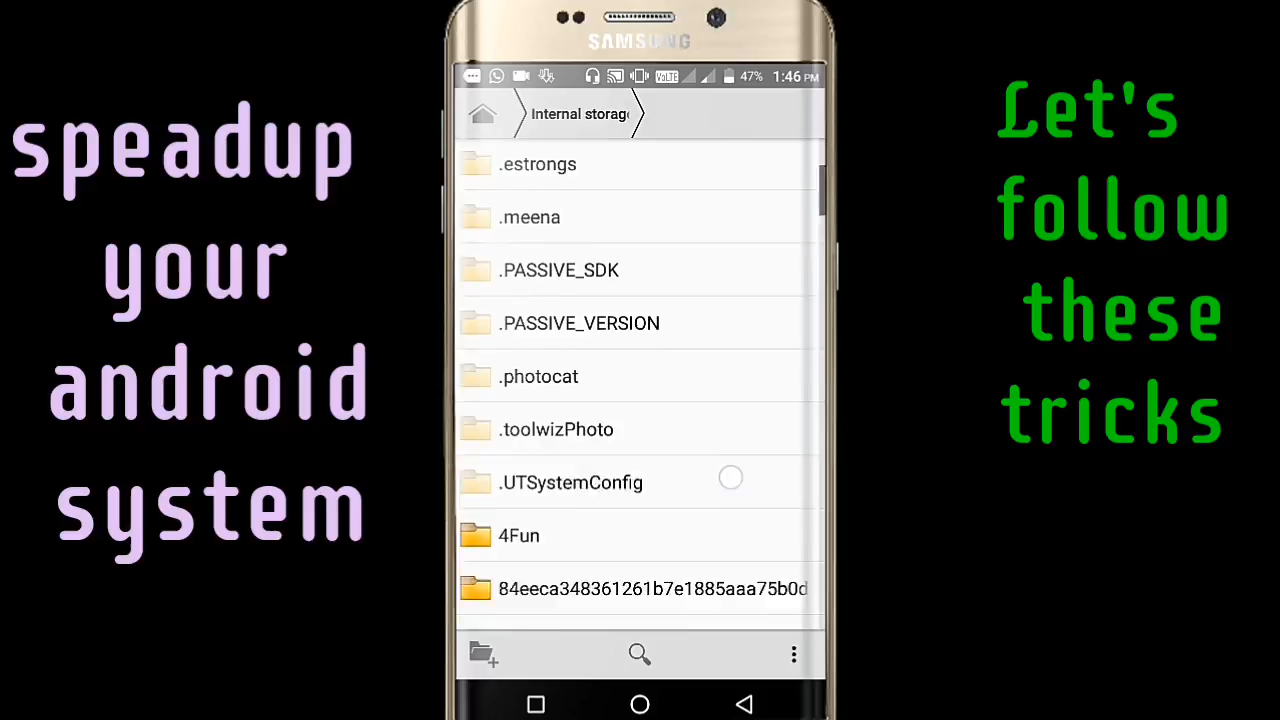 speadup
your
android
system
SAMSUNG
VoLTE 47% 1:46 PM
Internal storag
.estrongs
.meena
.PASSIVE_SDK
.PASSIVE_VERSION
.photocat
.toolwizPhoto
.UTSystemConfig
4Fun
84eeca348361261b7e1885aaa75b0d
Let's
follow
these
tricks